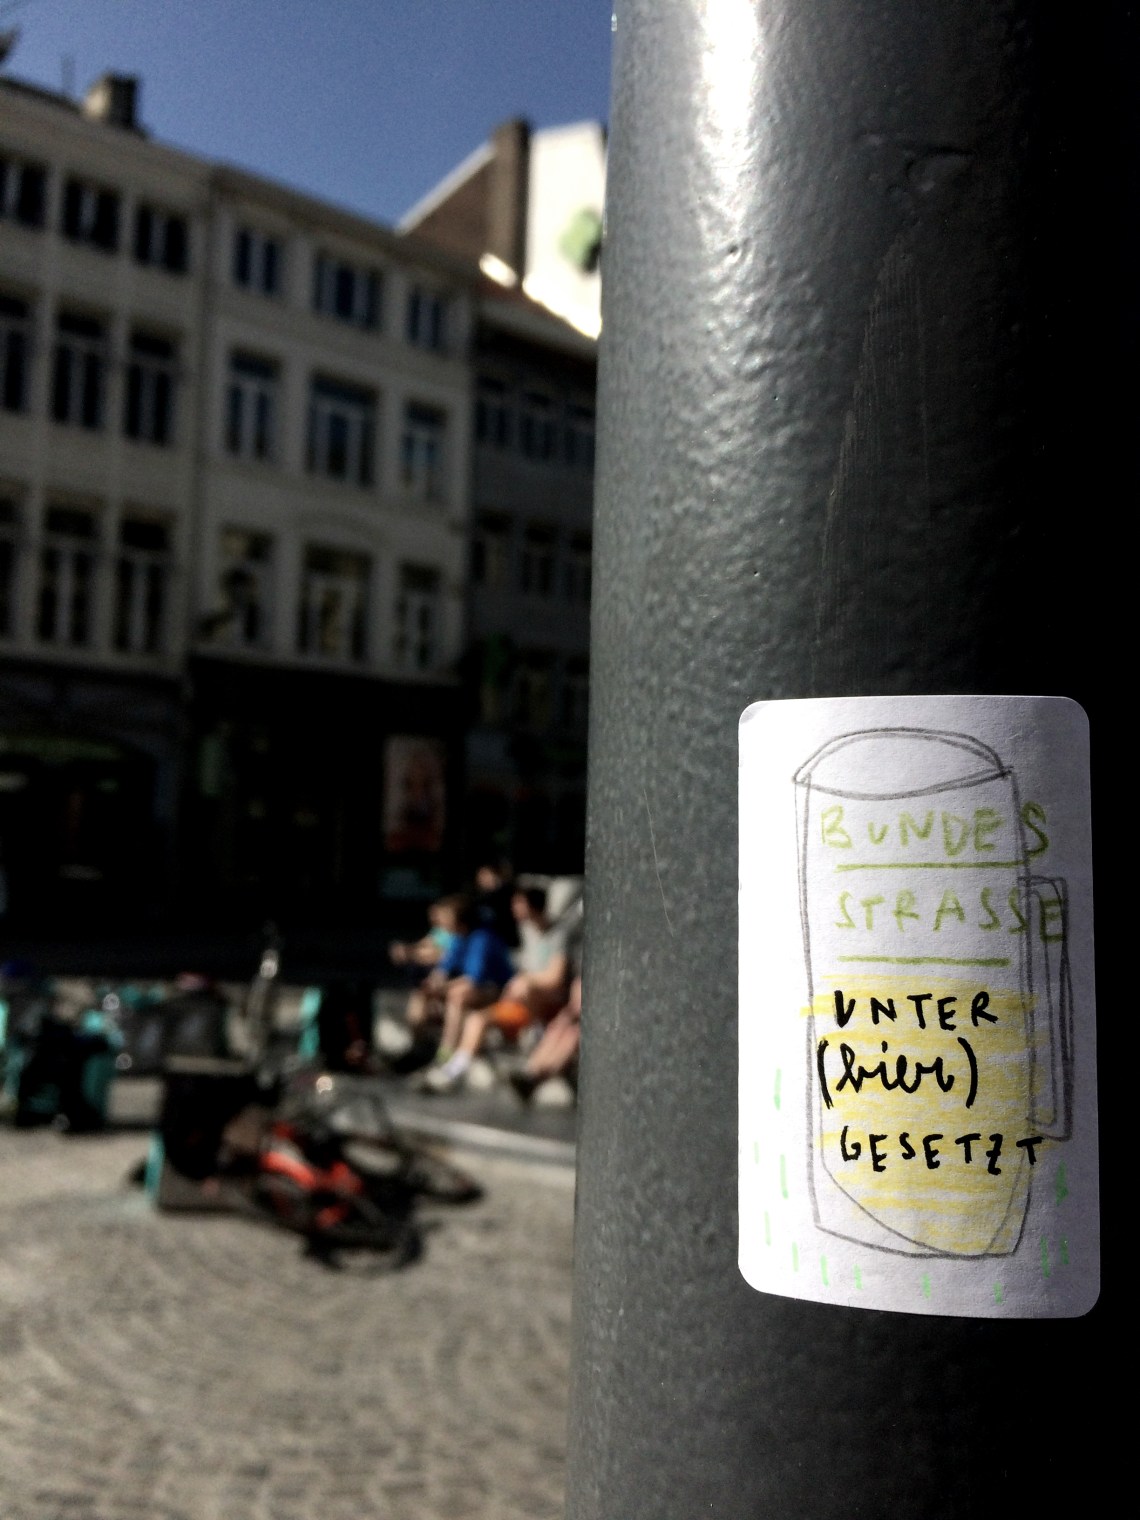 BUNDES
STRASSE
UNTER
(bier)
GESETZT